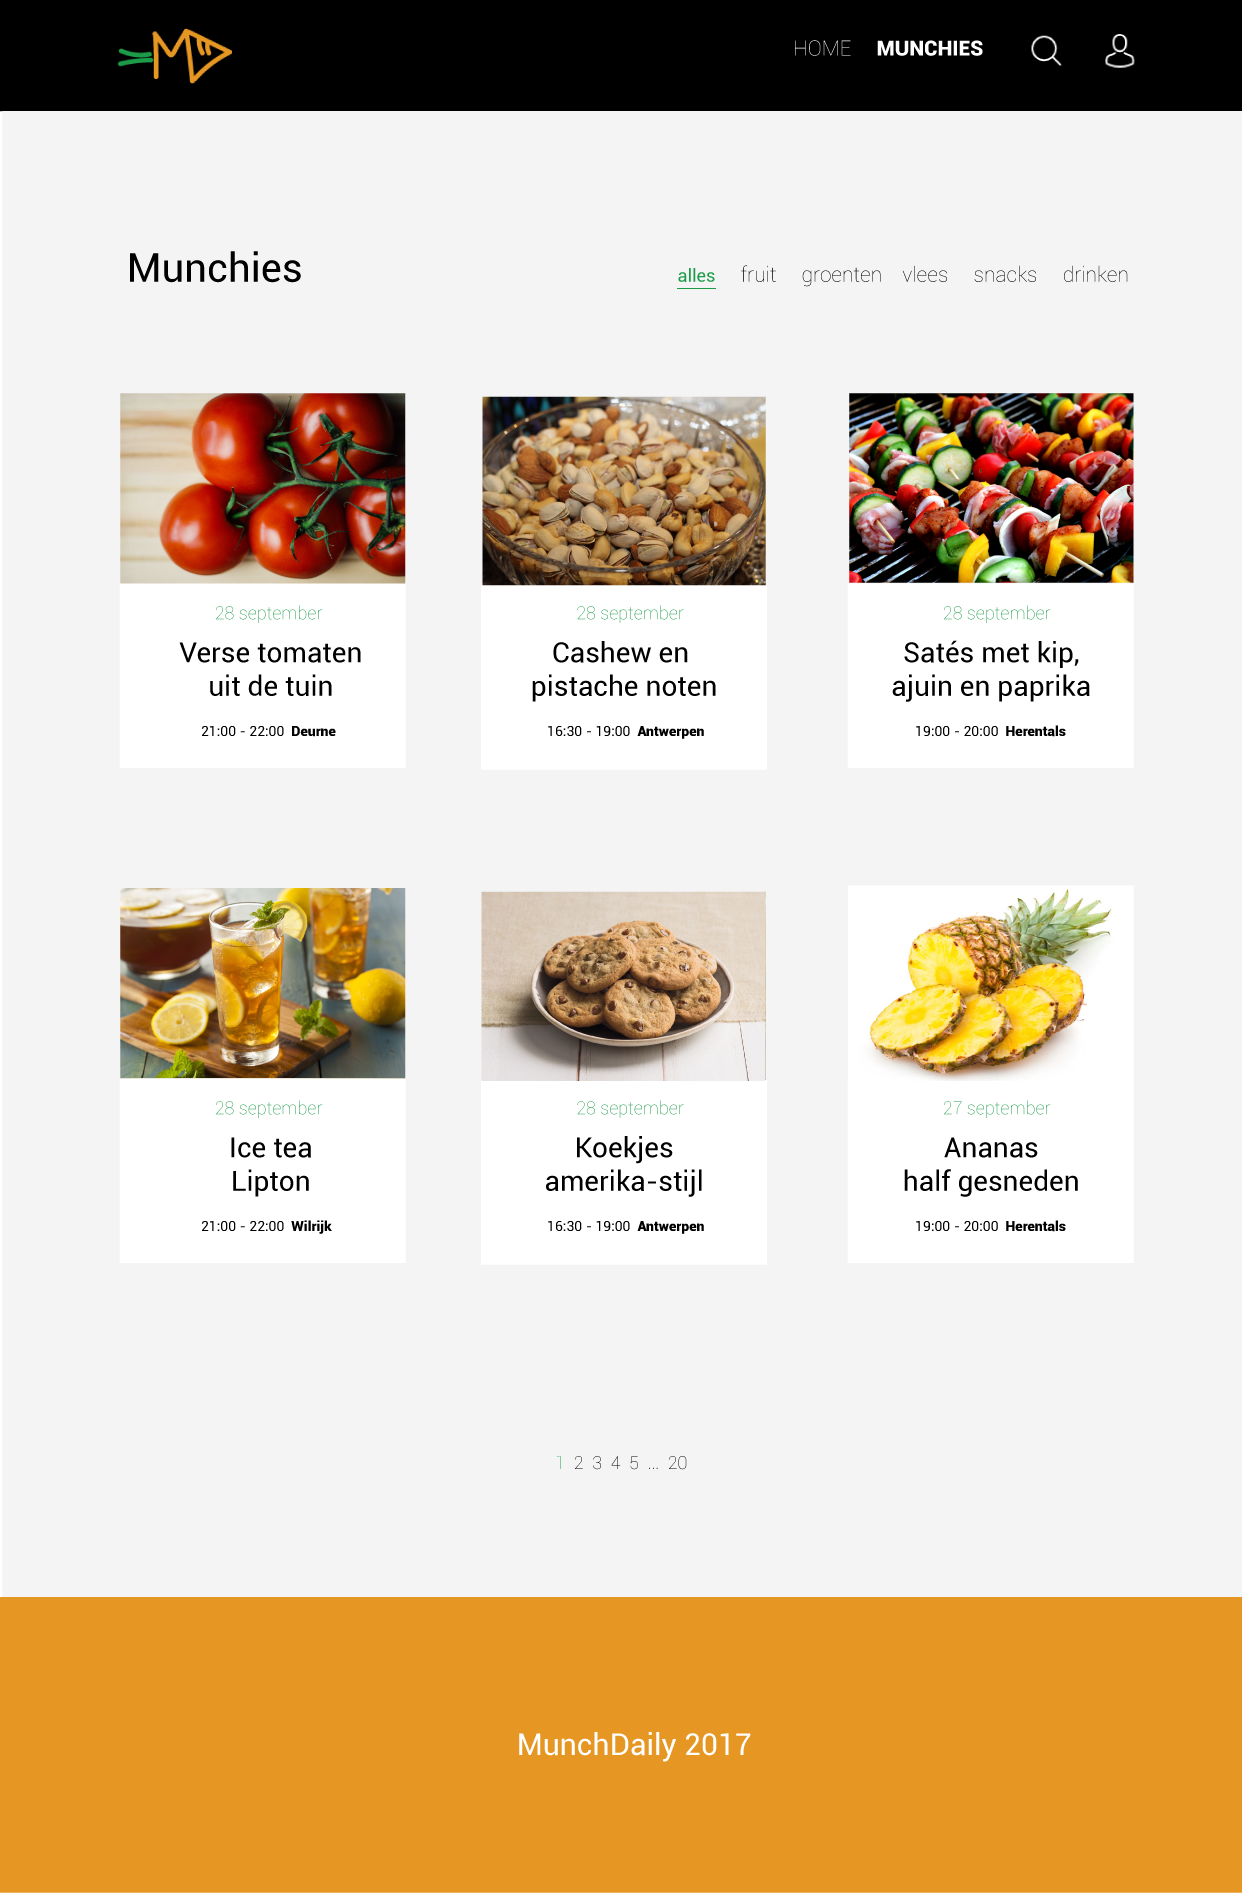 HOME MUNCHIES
Munchies
alles fruit groenten vlees snacks drinken
28 september
Verse tomaten
uit de tuin
21:00 - 22:00 Deurne
28 september
Cashew en
pistache noten
16:30 - 19:00 Antwerpen
28 september
Satés met kip,
ajuin en paprika
19:00 - 20:00 Herentals
28 september
Ice tea
Lipton
21:00 - 22:00 Wilrijk
28 september
Koekjes
amerika-stijl
16:30 - 19:00 Antwerpen
27 september
Ananas
half gesneden
19:00 - 20:00 Herentals
1 2 3 4 5 ... 20
MunchDaily 2017